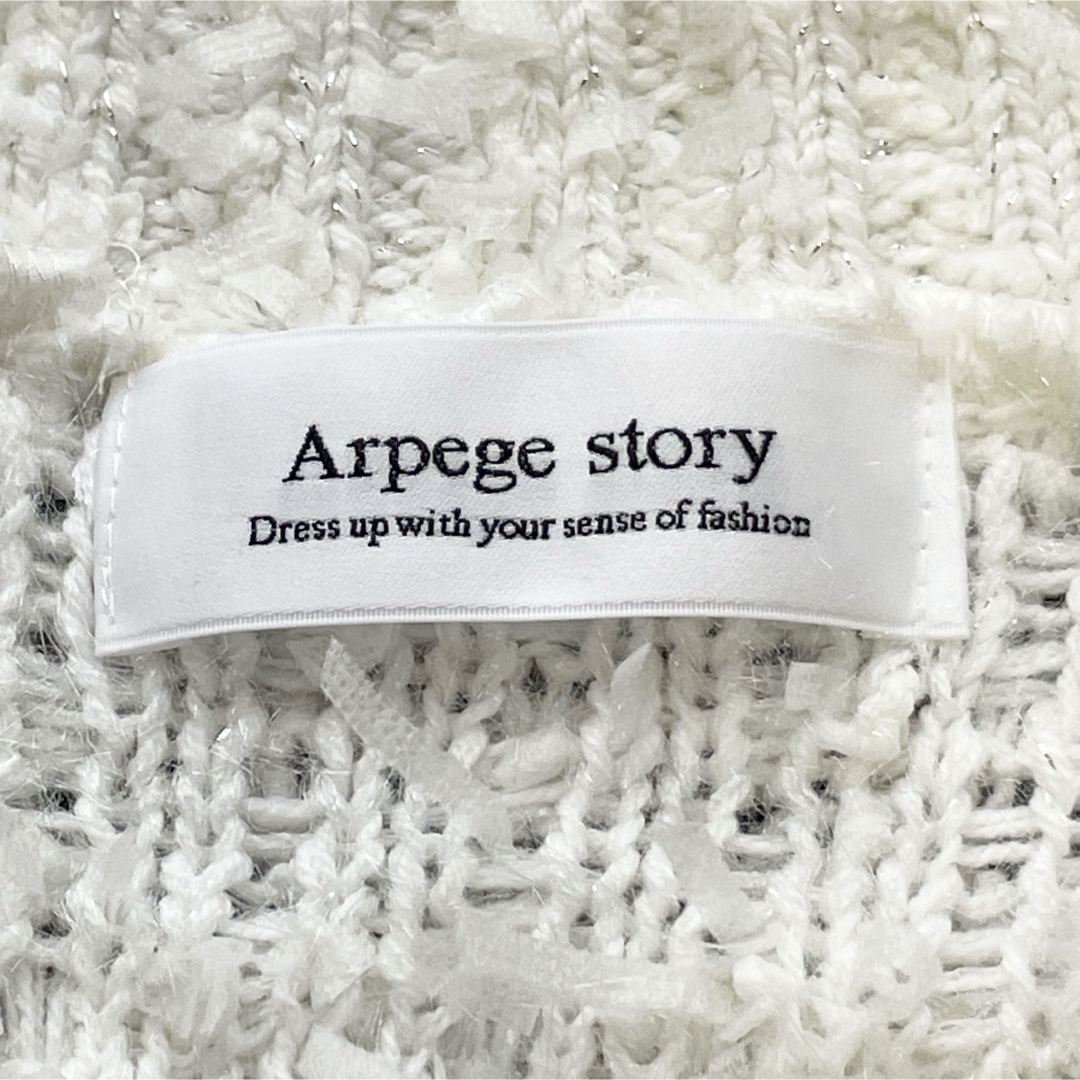 Arpege story
Dress up with your sense of fashion